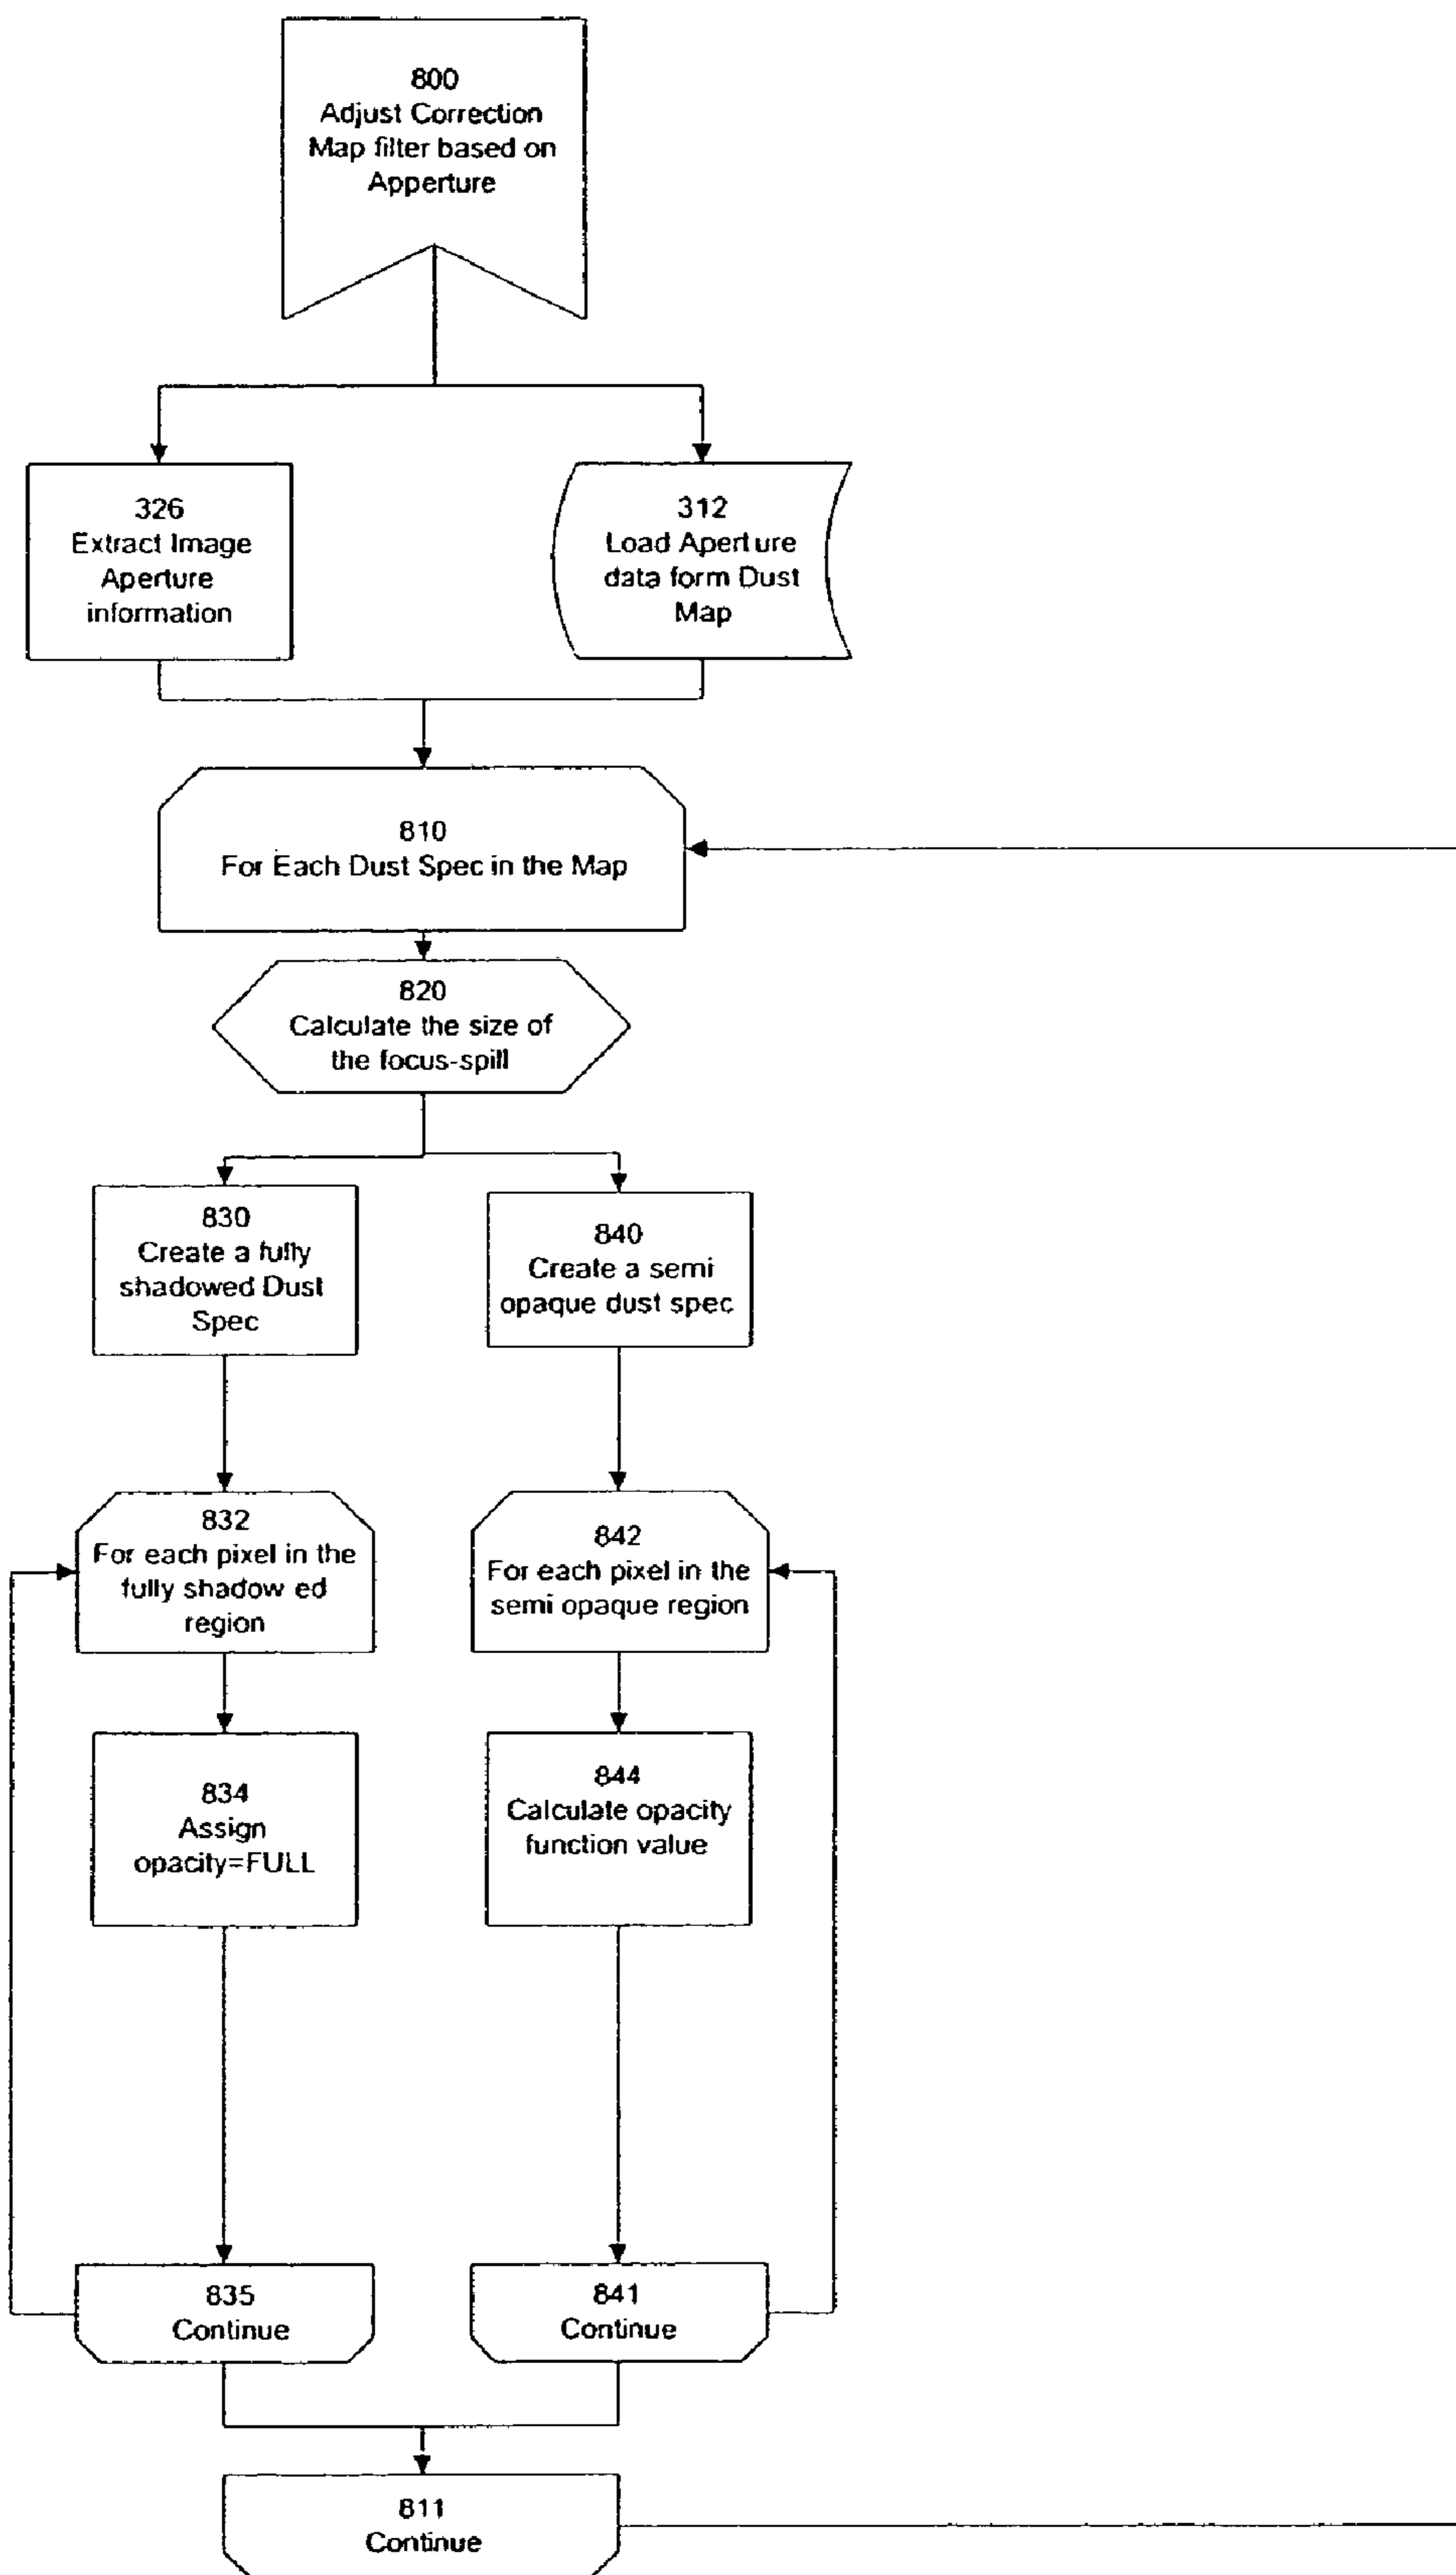 800
Adjust Correction
Map filter based on
Apperture
326
Extract Image
Aperture
information
312
Load Aperture
data form Dust
Map
810
For Each Dust Spec in the Map
820
Calculate the size of
the focus-spill
830
Create a fully
shadowed Dust
Spec
840
Create a semi
opaque dust spec
832
For each pixel in the
fully shadow ed
region
842
For each pixel in the
semi opaque region
834
Assign
opacity=FULL
844
Calculate opacity
function value
835
Continue
841
Continue
811
Continue